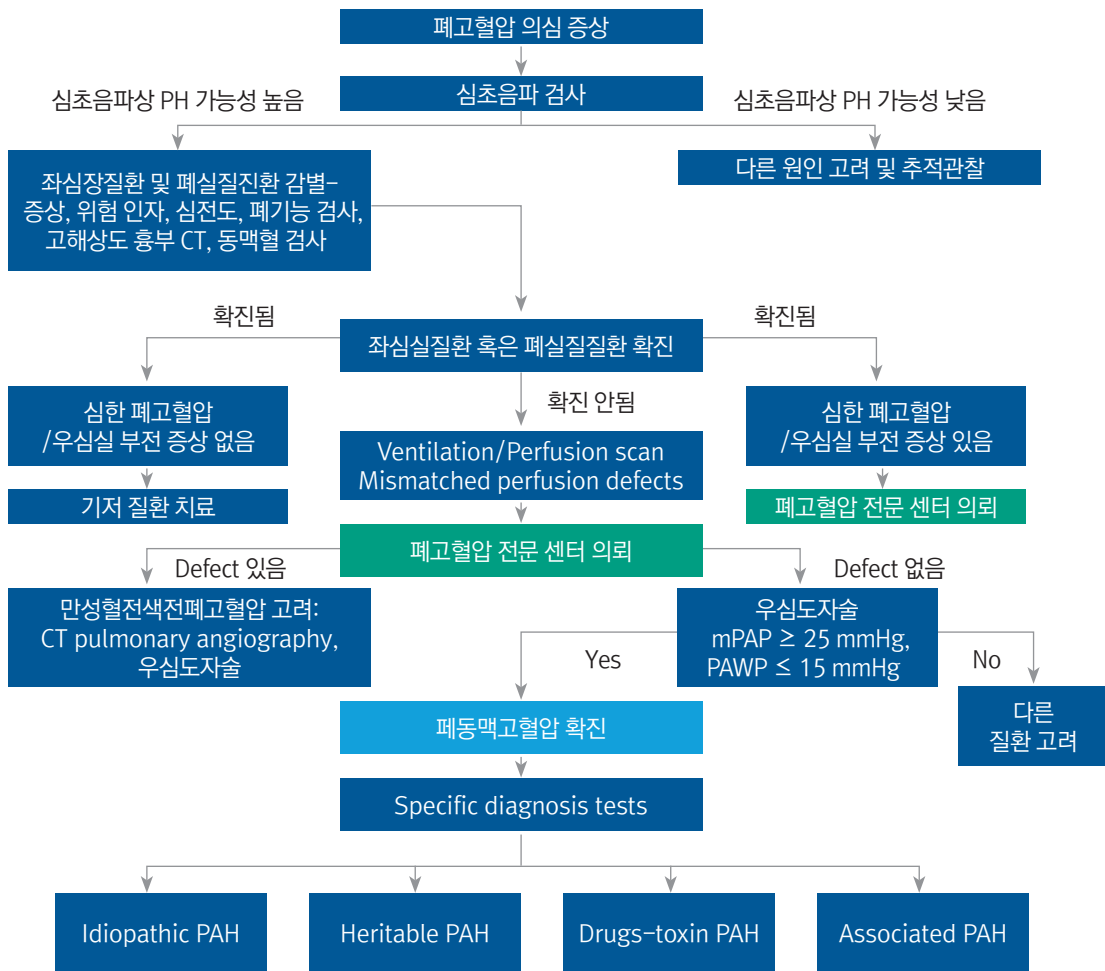 폐고혈압 의심 증상
심초음파상 PH 가능성 높음
심초음파 검사
심초음파상 PH 가능성 낮음
좌심장질환 및 폐실질진환 감별-
증상, 위험 인자, 심전도, 폐기능 검사,
고해상도 흉부 CT, 동맥혈 검사
다른 원인 고려 및 추적관찰
확진됨
좌심실질환 혹은 폐실질질환 확진
확진됨
심한 폐고혈압
/우심실 부전 증상 없음
확진 안됨
심한 폐고혈압
/우심실 부전 증상 있음
Ventilation/Perfusion scan
Mismatched perfusion defects
기저 질환 치료
폐고혈압 전문 센터 의뢰
폐고혈압 전문 센터 의뢰
Defect 있음
Defect 없음
만성혈전색전폐고혈압 고려:
CT pulmonary angiography,
우심도자술
우심도자술
mPAP ≥ 25 mmHg,
PAWP ≤ 15 mmHg
Yes
No
페동맥고혈압 확진
다른
질환 고려
Specific diagnosis tests
Idiopathic PAH
Heritable PAH
Drugs-toxin PAH
Associated PAH